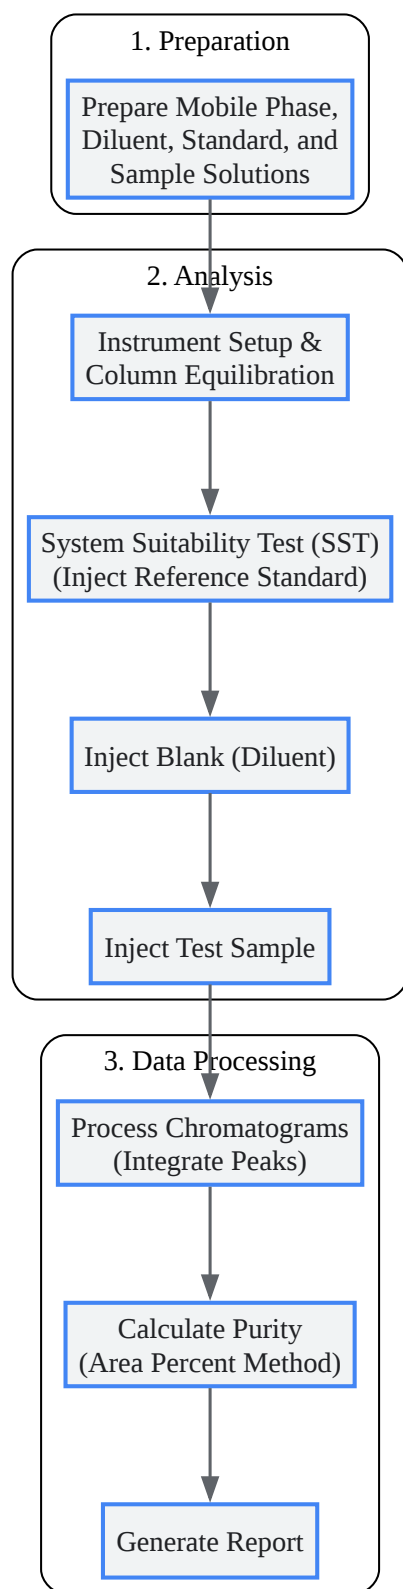 1. Preparation
Prepare Mobile Phase,
Diluent, Standard, and
Sample Solutions
2. Analysis
Instrument Setup &
Column Equilibration
System Suitability Test (SST)
(Inject Reference Standard)
Inject Blank (Diluent)
Inject Test Sample
3. Data Processing
Process Chromatograms
(Integrate Peaks)
Calculate Purity
(Area Percent Method)
Generate Report